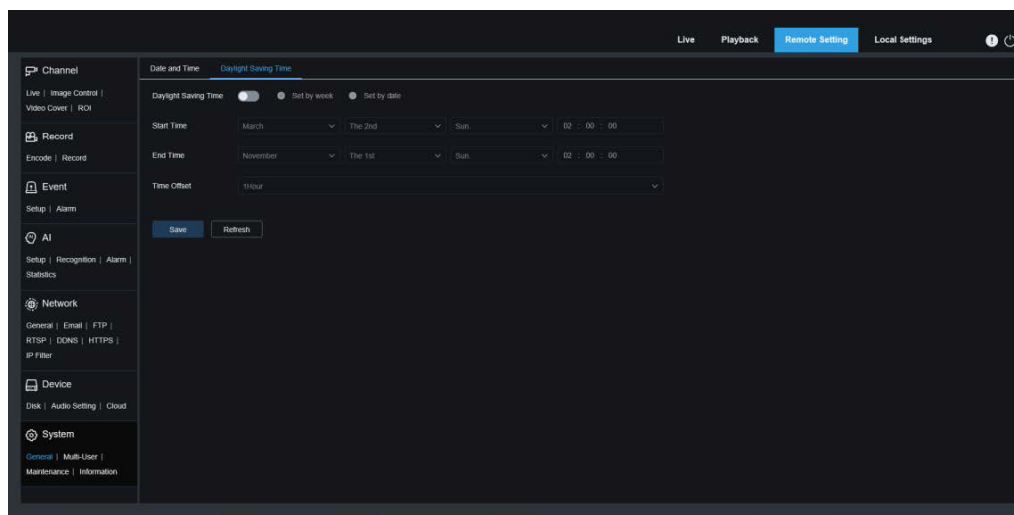 Live Playback Remote Setting Local Settings
Channel
Live | Image Control |
Video Cover | ROI
Record
Encode | Record
Event
Setup | Alarm
AI
Setup | Recognition | Alarm |
Statistics
Network
General | Email | FTP |
RTSP | DDNS | HTTPS |
IP Filter
Device
Disk | Audio Setting | Cloud
System
General | Multi-User |
Maintenance | Information
Date and Time Daylight Saving Time
Daylight Saving Time Set by week Set by date
Start Time March The 2nd Sun. 02 : 00 : 00
End Time November The 1st Sun. 02 : 00 : 00
Time Offset 1Hour
Save Refresh